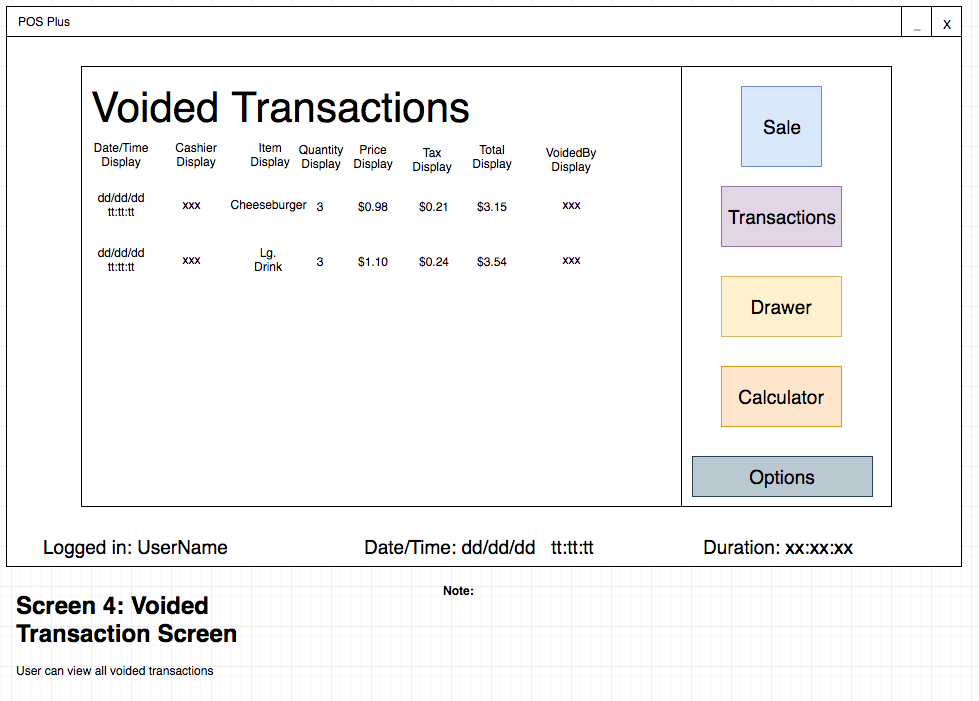 POS Plus
_ X
Voided Transactions
Sale
Date/Time Cashier Item Quantity Price Tax Total VoidedBy
Display Display Display Display Display Display Display Display
dd/dd/dd
tt:tt:tt xxx Cheeseburger 3 $0.98 $0.21 $3.15 xxx
Transactions
dd/dd/dd
tt:tt:tt xxx Lg.
Drink 3 $1.10 $0.24 $3.54 xxx
Drawer
Calculator
Options
Logged in: UserName Date/Time: dd/dd/dd tt:tt:tt Duration: xx:xx:xx
Note:
Screen 4: Voided
Transaction Screen
User can view all voided transactions